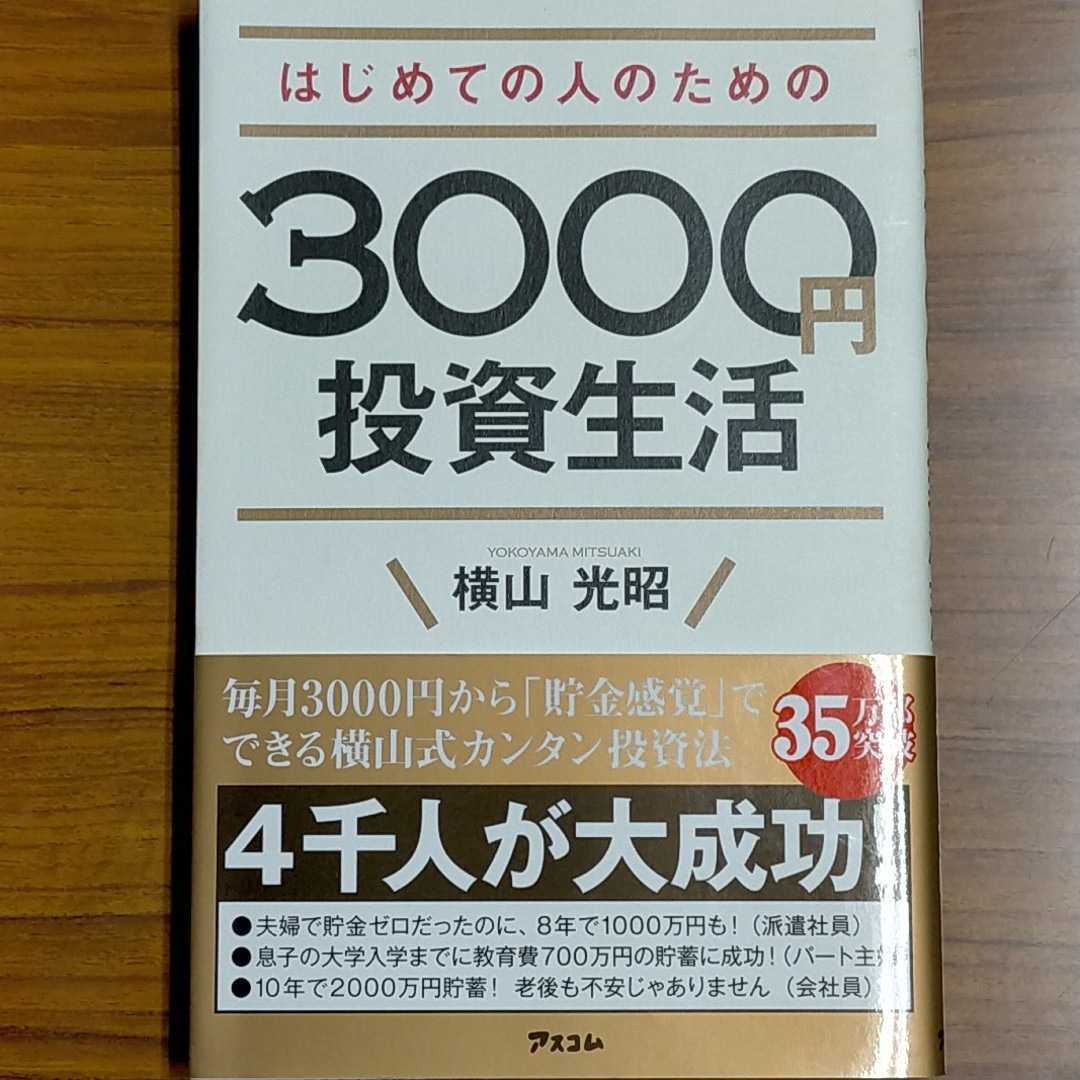 はじめての人のための
3000円
投資生活
YOKOYAMA MITSUAKI
横山 光昭
毎月3000円から「貯金感覚」で
できる横山式カンタン投資法
35万部
突破
4千人が大成功
●夫婦で貯金ゼロだったのに、8年で1000万円も!(派遣社員)
●息子の大学入学までに教育費700万円の貯蓄に成功!(パート主
●10年で2000万円貯蓄! 老後も不安じゃありません(会社員)
アスコム